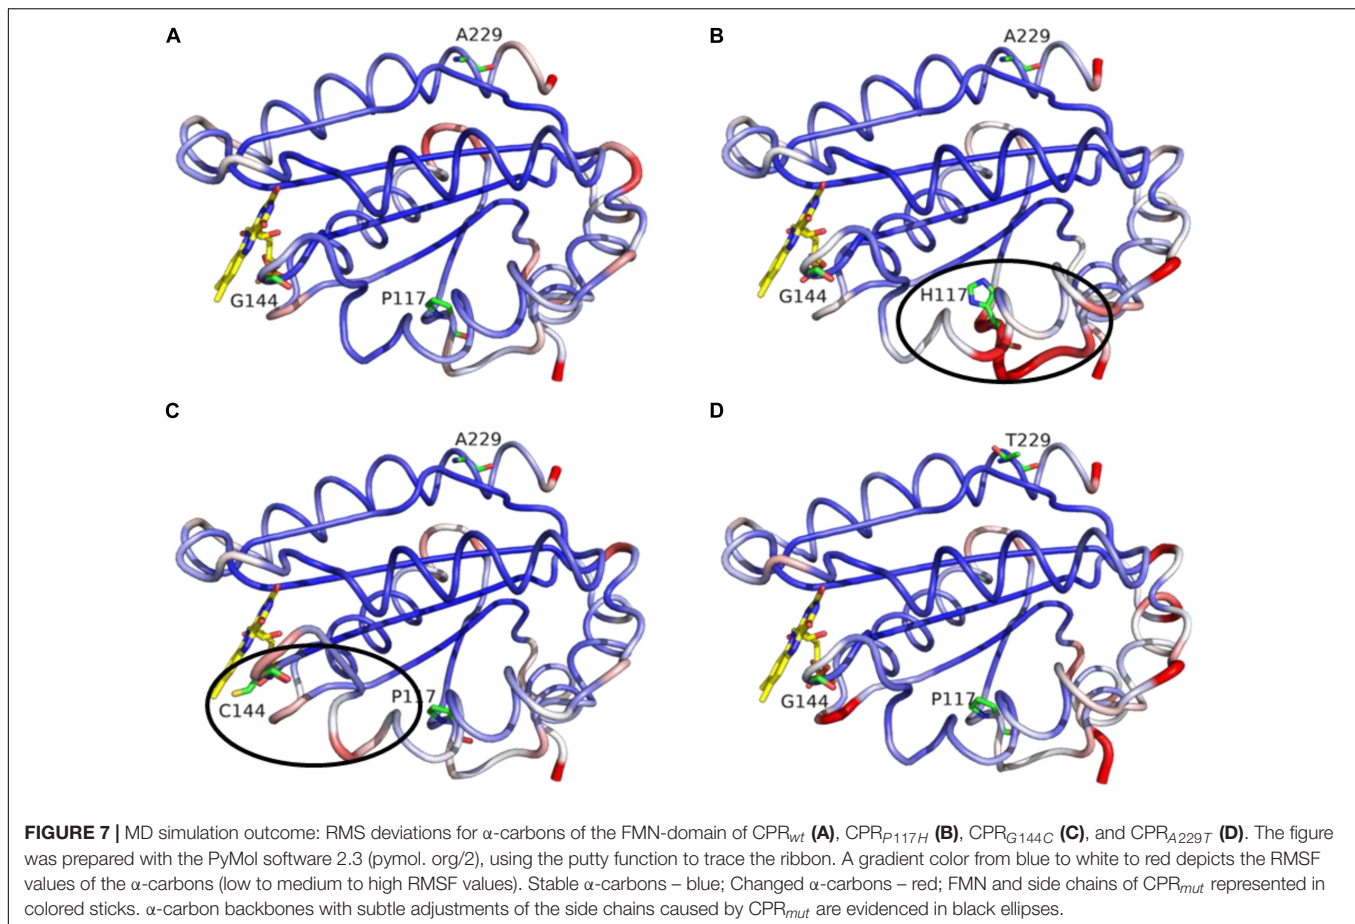 A
A229
G144
P117
B
A229
G144
H117
C
A229
C144
P117
D
T229
G144
P117
FIGURE 7 | MD simulation outcome: RMS deviations for α-carbons of the FMN-domain of CPRwt (A), CPRP117H (B), CPRG144C (C), and CPRA229T (D). The figure
was prepared with the PyMol software 2.3 (pymol. org/2), using the putty function to trace the ribbon. A gradient color from blue to white to red depicts the RMSF
values of the α-carbons (low to medium to high RMSF values). Stable α-carbons – blue; Changed α-carbons – red; FMN and side chains of CPRmut represented in
colored sticks. α-carbon backbones with subtle adjustments of the side chains caused by CPRmut are evidenced in black ellipses.